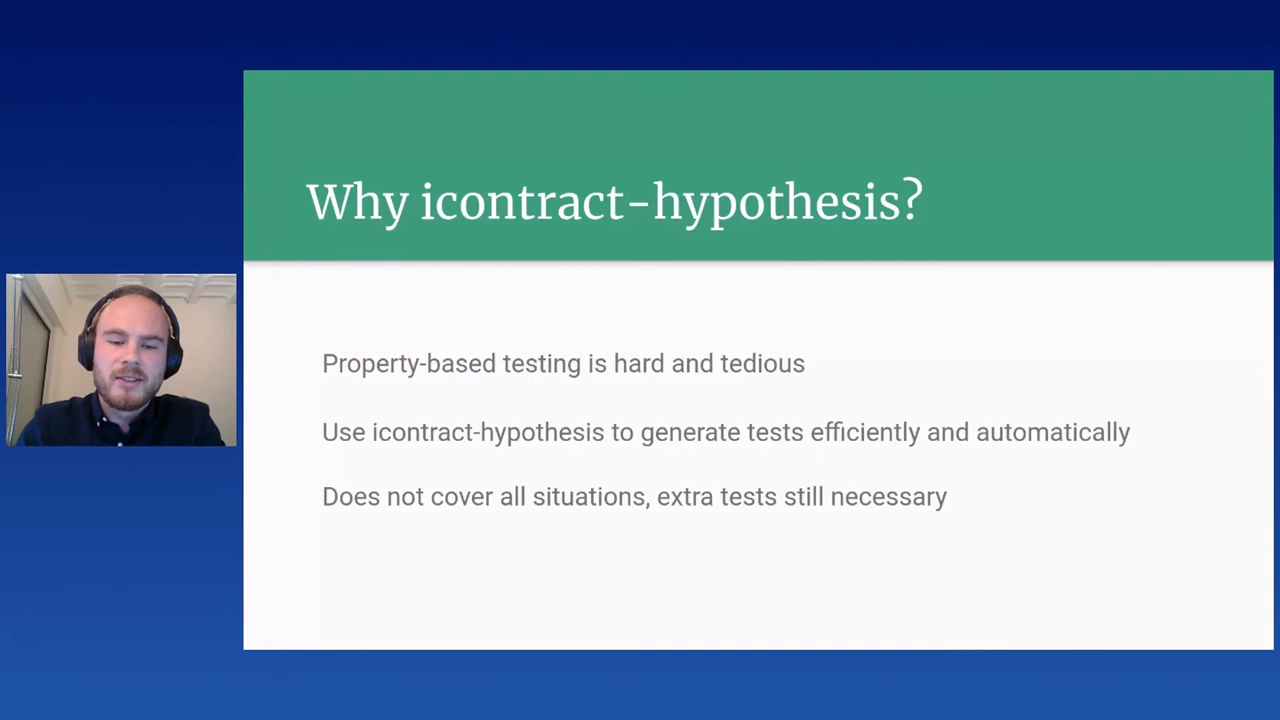 Why icontract-hypothesis?
Property-based testing is hard and tedious
Use icontract-hypothesis to generate tests efficiently and automatically
Does not cover all situations, extra tests still necessary